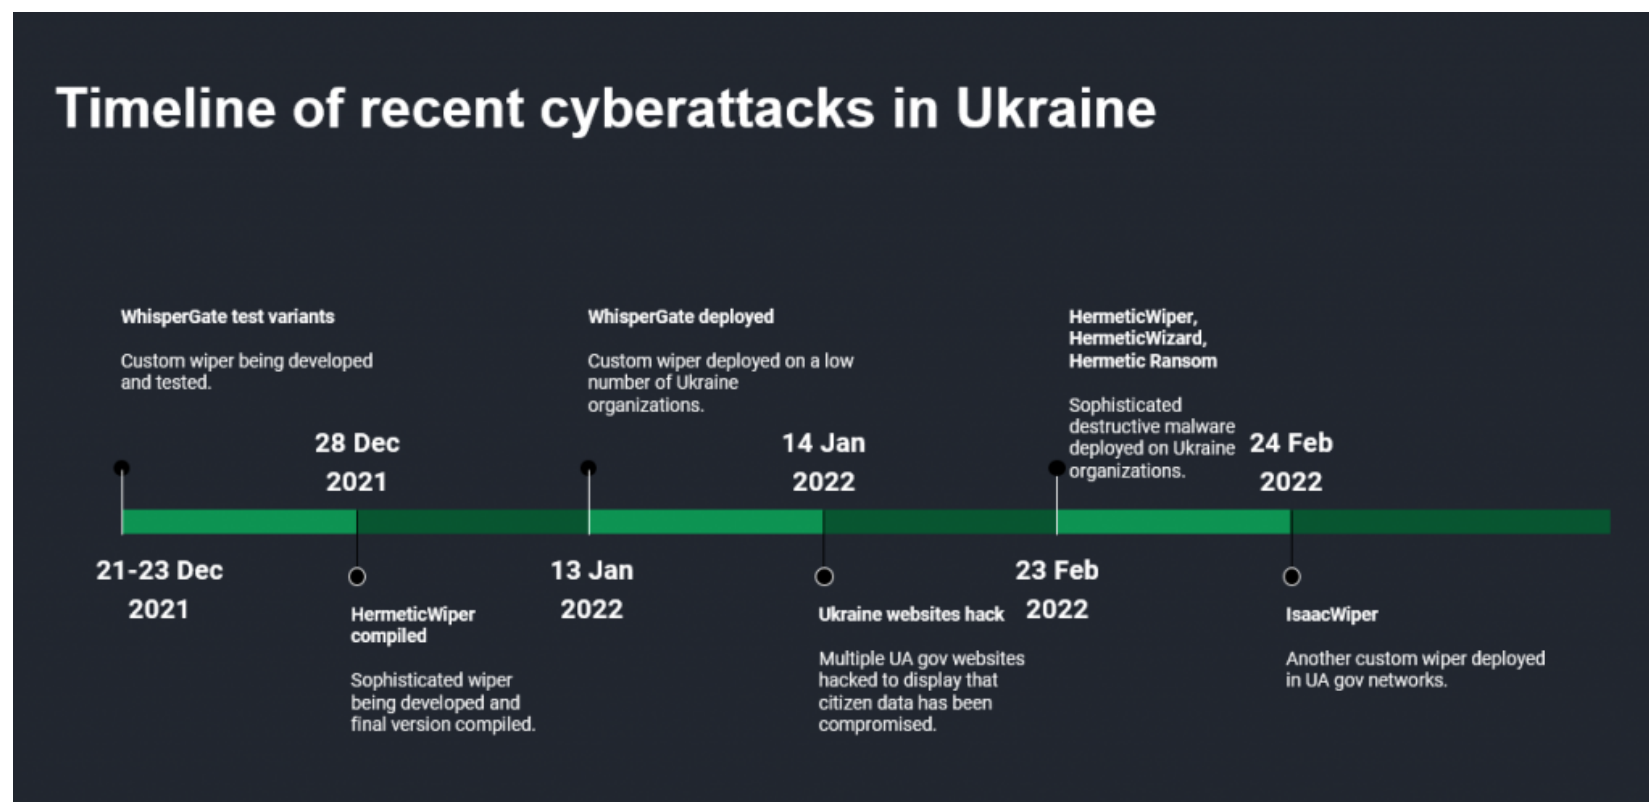 Timeline of recent cyberattacks in Ukraine
WhisperGate test variants
Custom wiper being developed
and tested.
21-23 Dec
2021
28 Dec
2021
HermeticWiper
compiled
Sophisticated wiper
being developed and
final version compiled.
WhisperGate deployed
Custom wiper deployed on a low
number of Ukraine
organizations.
13 Jan
2022
14 Jan
2022
Ukraine websites hack
Multiple UA gov websites
hacked to display that
citizen data has been
compromised.
HermeticWiper,
HermeticWizard,
Hermetic Ransom
Sophisticated
destructive malware
deployed on Ukraine
organizations.
23 Feb
2022
24 Feb
2022
IsaacWiper
Another custom wiper deployed
in UA gov networks.